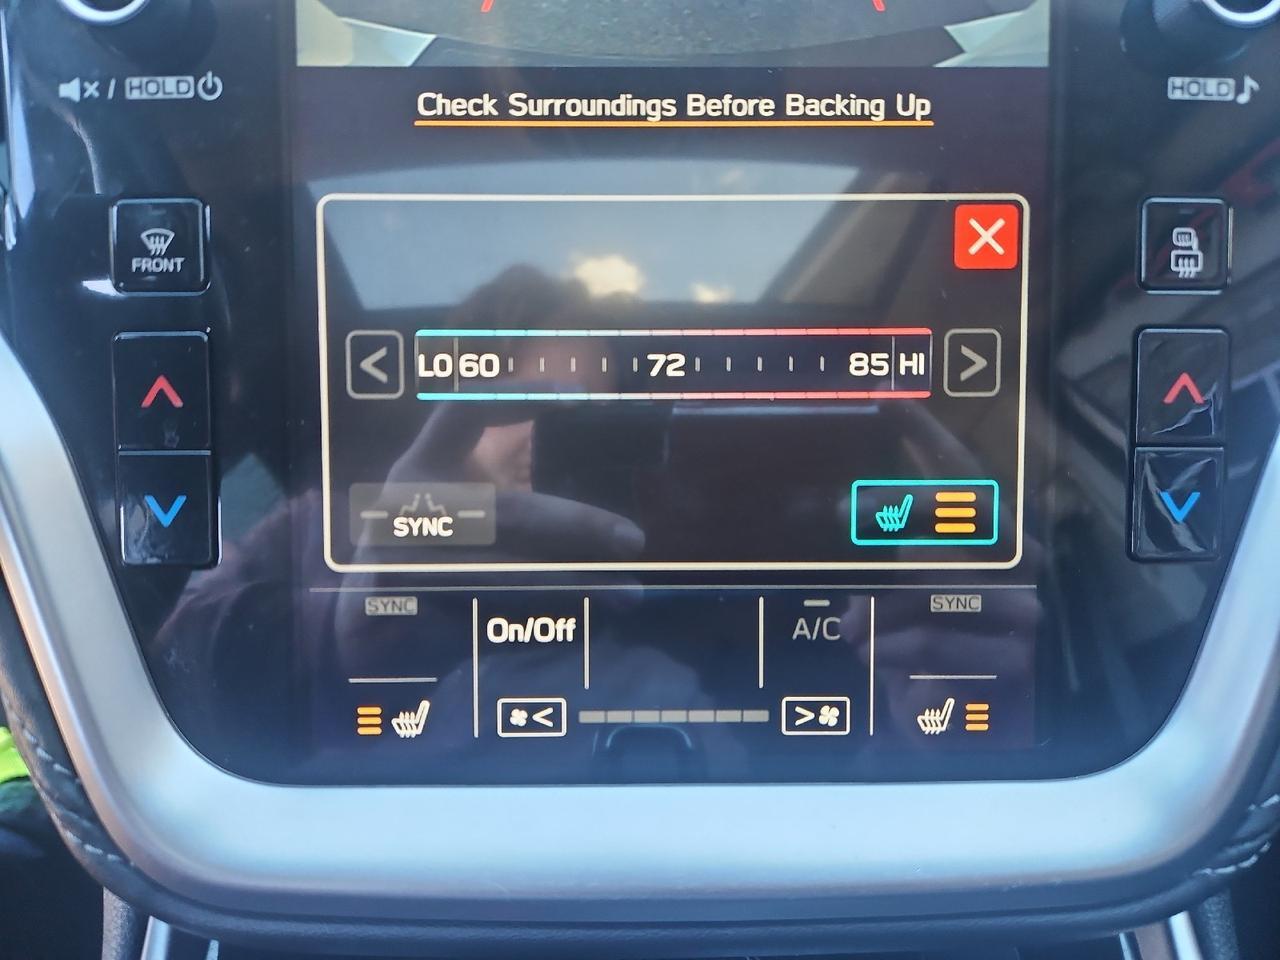 HOLD
HOLD
Check Surroundings Before Backing Up
FRONT
LO 60 72 85 HI
SYNC
SYNC
On/Off
A/C
SYNC